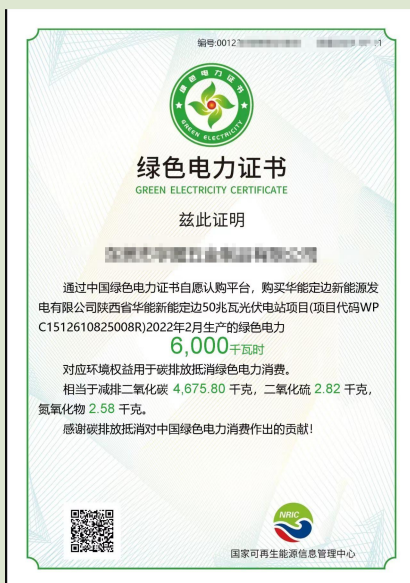 编号:00123
绿色电力证书
GREEN ELECTRICITY
绿色电力证书
GREEN ELECTRICITY CERTIFICATE
兹此证明
通过中国绿色电力证书自愿认购平台，购买华能定边新能源发
电有限公司陕西省华能新能定边50兆瓦光伏电站项目(项目代码WP
C1512610825008R)2022年2月生产的绿色电力
6,000千瓦时
对应环境权益用于碳排放抵消绿色电力消费。
相当于减排二氧化碳 4,675.80 千克，二氧化硫 2.82 千克，
氮氧化物 2.58 千克。
感谢碳排放抵消对中国绿色电力消费作出的贡献！
NRIC
国家可再生能源信息管理中心